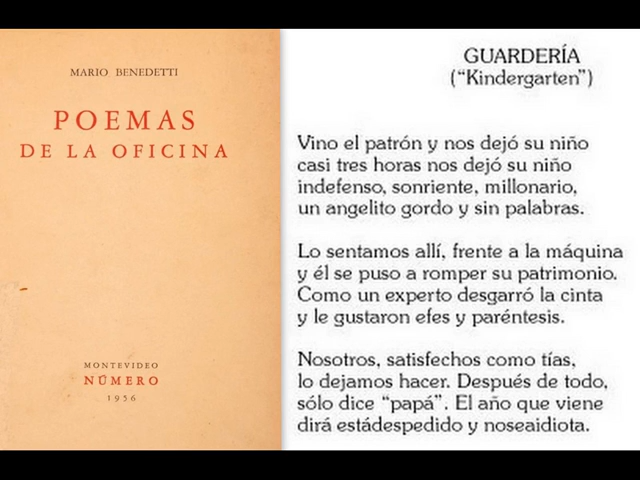 MARIO BENEDETTI
POEMAS
DE LA OFICINA
MONTEVIDEO
NÚMERO
1956
GUARDERÍA
("Kindergarten")
Vino el patrón y nos dejó su niño
casi tres horas nos dejó su niño
indefenso, sonriente, millonario,
un angelito gordo y sin palabras.
Lo sentamos allí, frente a la máquina
y él se puso a romper su patrimonio.
Como un experto desgarró la cinta
y le gustaron efes y paréntesis.
Nosotros, satisfechos como tías,
lo dejamos hacer. Después de todo,
sólo dice "papá". El año que viene
dirá estádespedido y noseaidiota.